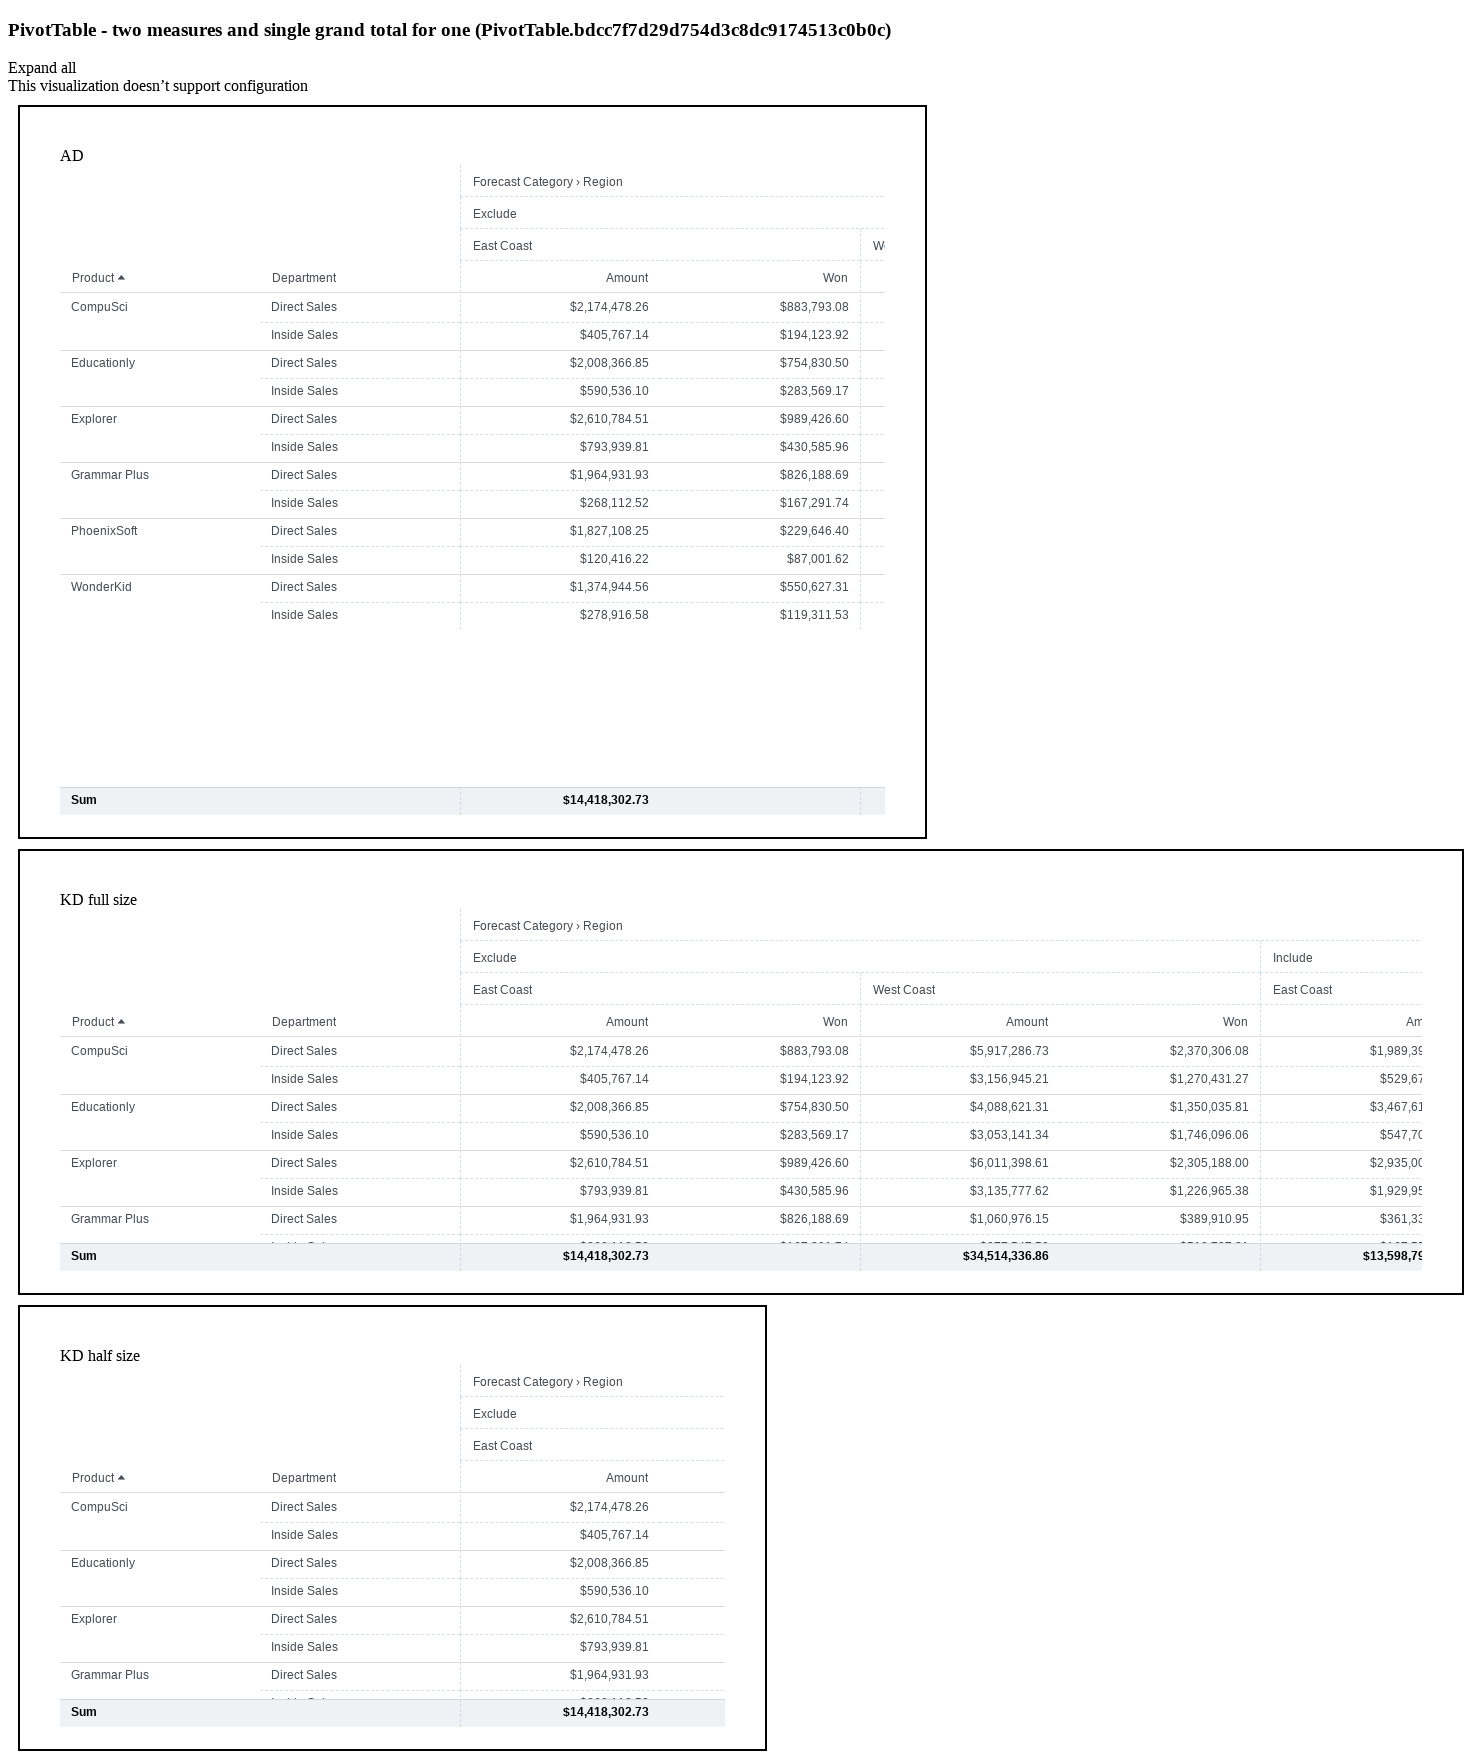 PivotTable - two measures and single grand total for one (PivotTable.bdcc7f7d29d754d3c8dc9174513c0b0c)
Expand all
This visualization doesn’t support configuration
AD
Forecast Category › Region
Exclude
East Coast
Product Department Amount Won
CompuSci Direct Sales $2,174,478.26 $883,793.08
Inside Sales $405,767.14 $194,123.92
Educationly Direct Sales $2,008,366.85 $754,830.50
Inside Sales $590,536.10 $283,569.17
Explorer Direct Sales $2,610,784.51 $989,426.60
Inside Sales $793,939.81 $430,585.96
Grammar Plus Direct Sales $1,964,931.93 $826,188.69
Inside Sales $268,112.52 $167,291.74
PhoenixSoft Direct Sales $1,827,108.25 $229,646.40
Inside Sales $120,416.22 $87,001.62
WonderKid Direct Sales $1,374,944.56 $550,627.31
Inside Sales $278,916.58 $119,311.53
Sum $14,418,302.73
KD full size
Forecast Category › Region
Exclude Include
East Coast West Coast East Coast
Product Department Amount Won Amount Won Am
CompuSci Direct Sales $2,174,478.26 $883,793.08 $5,917,286.73 $2,370,306.08 $1,989,39
Inside Sales $405,767.14 $194,123.92 $3,156,945.21 $1,270,431.27 $529,67
Educationly Direct Sales $2,008,366.85 $754,830.50 $4,088,621.31 $1,350,035.81 $3,467,61
Inside Sales $590,536.10 $283,569.17 $3,053,141.34 $1,746,096.06 $547,70
Explorer Direct Sales $2,610,784.51 $989,426.60 $6,011,398.61 $2,305,188.00 $2,935,00
Inside Sales $793,939.81 $430,585.96 $3,135,777.62 $1,226,965.38 $1,929,95
Grammar Plus Direct Sales $1,964,931.93 $826,188.69 $1,060,976.15 $389,910.95 $361,33
Sum $14,418,302.73 $34,514,336.86 $13,598,79
KD half size
Forecast Category › Region
Exclude
East Coast
Product Department Amount
CompuSci Direct Sales $2,174,478.26
Inside Sales $405,767.14
Educationly Direct Sales $2,008,366.85
Inside Sales $590,536.10
Explorer Direct Sales $2,610,784.51
Inside Sales $793,939.81
Grammar Plus Direct Sales $1,964,931.93
Sum $14,418,302.73